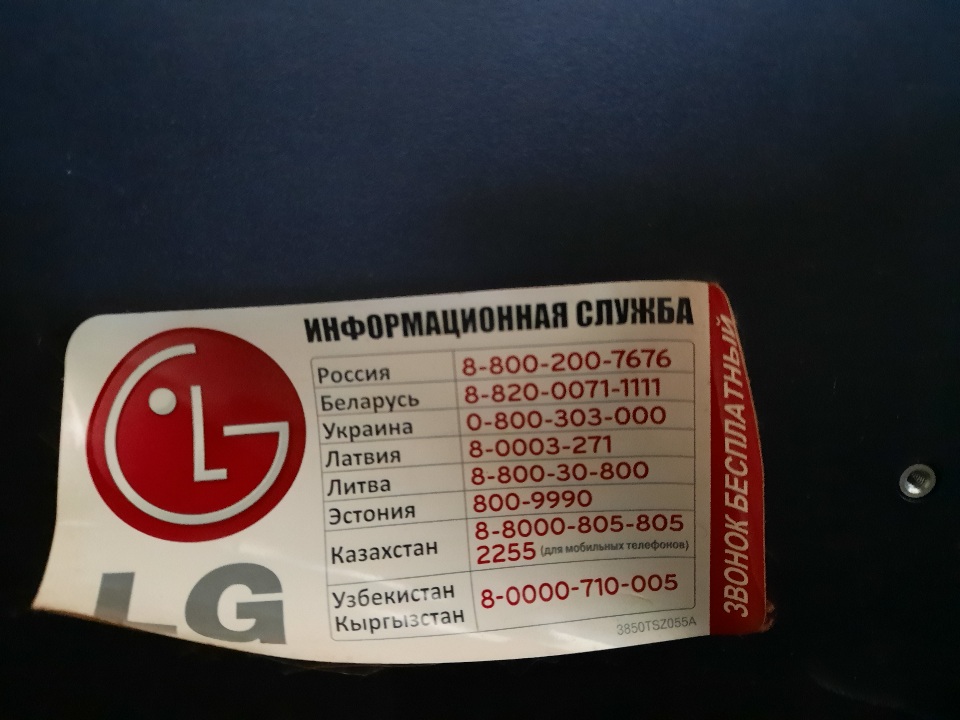 ИНФОРМАЦИОННАЯ СЛУЖБА
Россия 8-800-200-7676
Беларусь 8-820-0071-1111
Украина 0-800-303-000
Латвия 8-0003-271
Литва 8-800-30-800
Эстония 800-9990
Казахстан 8-8000-805-805
2255 (для мобильных телефонов)
Узбекистан 8-0000-710-005
Кыргызстан
3850TSZ055A
ЗВОНОК БЕСПЛАТНЫЙ
LG
LG